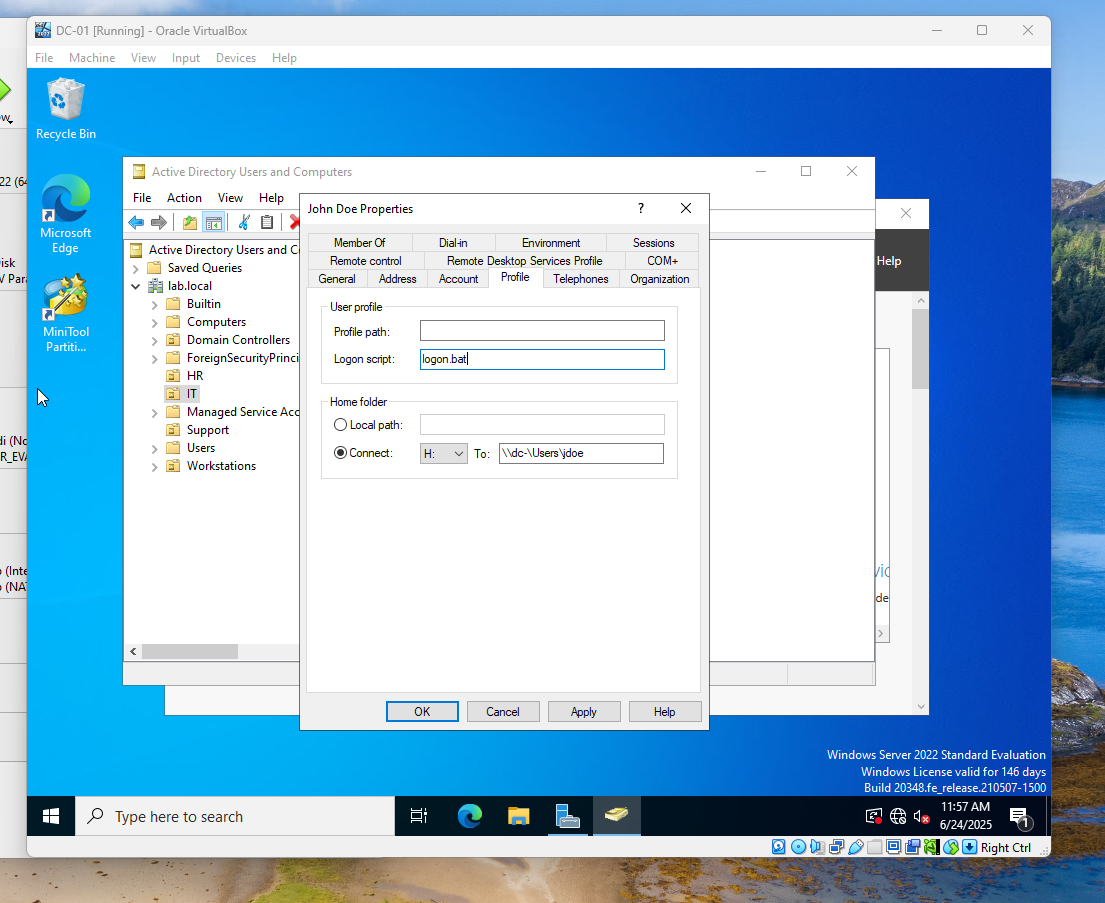 DC-01 [Running] - Oracle VirtualBox
File Machine View Input Devices Help
Recycle Bin
Microsoft
Edge
MiniTool
Partiti...
Active Directory Users and Computers
File Action View Help
Active Directory Users and C
Saved Queries
lab.local
Builtin
Computers
Domain Controllers
ForeignSecurityPrinci
HR
IT
Managed Service Acc
Support
Users
Workstations
John Doe Properties
?
Member Of Dial-in Environment Sessions
Remote control Remote Desktop Services Profile COM+
General Address Account Profile Telephones Organization
User profile
Profile path:
Logon script: logon.bat
Home folder
Local path:
Connect: H: To: \\dc-\Users\jdoe
OK Cancel Apply Help
Help
de
Windows Server 2022 Standard Evaluation
Windows License valid for 146 days
Build 20348.fe_release.210507-1500
Type here to search
11:57 AM
6/24/2025
1
Right Ctrl